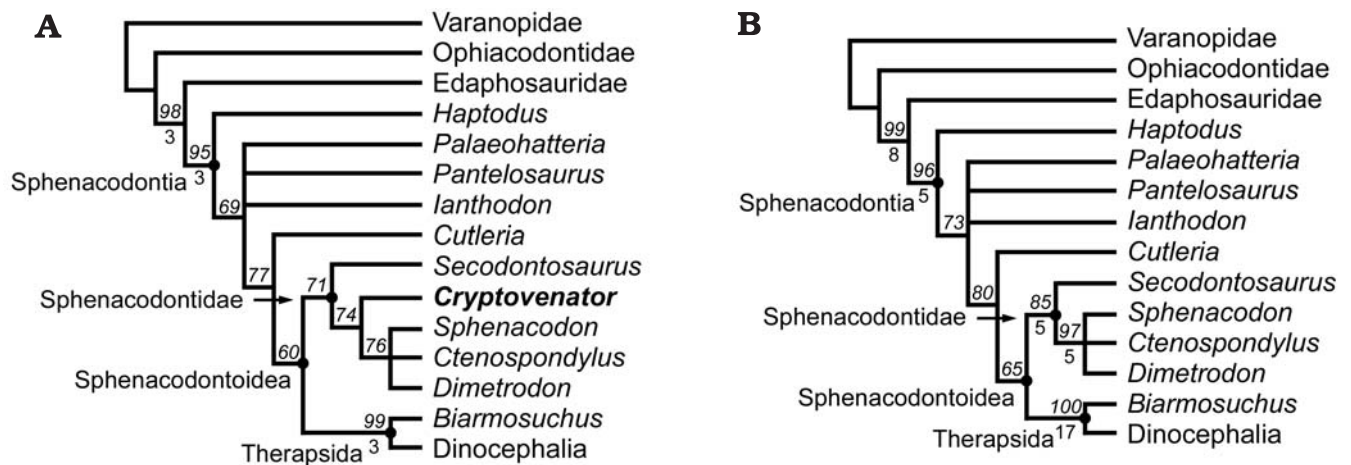 A
Varanopidae
Ophiacodontidae
Edaphosauridae
98
3
Haptodus
95
Sphenacodontia 3
Palaeohatteria
Pantelosaurus
69
Ianthodon
Cutleria
77
Secodontosaurus
71
Sphenacodontidae
Cryptovenator
74
Sphenacodon
76
Ctenospondylus
60
Sphenacodontoidea
Dimetrodon
Biarmosuchus
99
Therapsida 3
Dinocephalia
B
Varanopidae
Ophiacodontidae
Edaphosauridae
99
8
Haptodus
96
Sphenacodontia 5
Palaeohatteria
Pantelosaurus
73
Ianthodon
Cutleria
80
Secodontosaurus
85
Sphenacodontidae
5
Sphenacodon
97
5
Ctenospondylus
65
Dimetrodon
Sphenacodontoidea
Biarmosuchus
100
Therapsida 17
Dinocephalia